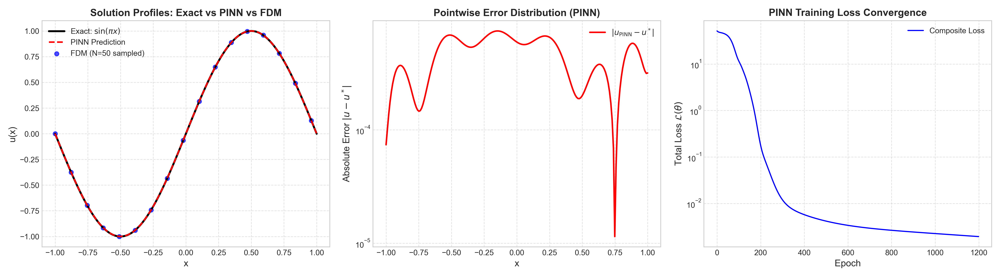 Solution Profiles: Exact vs PINN vs FDM
Exact: sin(πx)
PINN Prediction
FDM (N=50 sampled)
1.00
0.75
0.50
0.25
0.00
−0.25
−0.50
−0.75
−1.00
u(x)
−1.00 −0.75 −0.50 −0.25 0.00 0.25 0.50 0.75 1.00
x
Pointwise Error Distribution (PINN)
|u_PINN − u*|
Absolute Error |u − u*|
10⁻⁴
10⁻⁵
−1.00 −0.75 −0.50 −0.25 0.00 0.25 0.50 0.75 1.00
x
PINN Training Loss Convergence
Composite Loss
Total Loss ℒ(θ)
10¹
10⁰
10⁻¹
10⁻²
0 200 400 600 800 1000 1200
Epoch